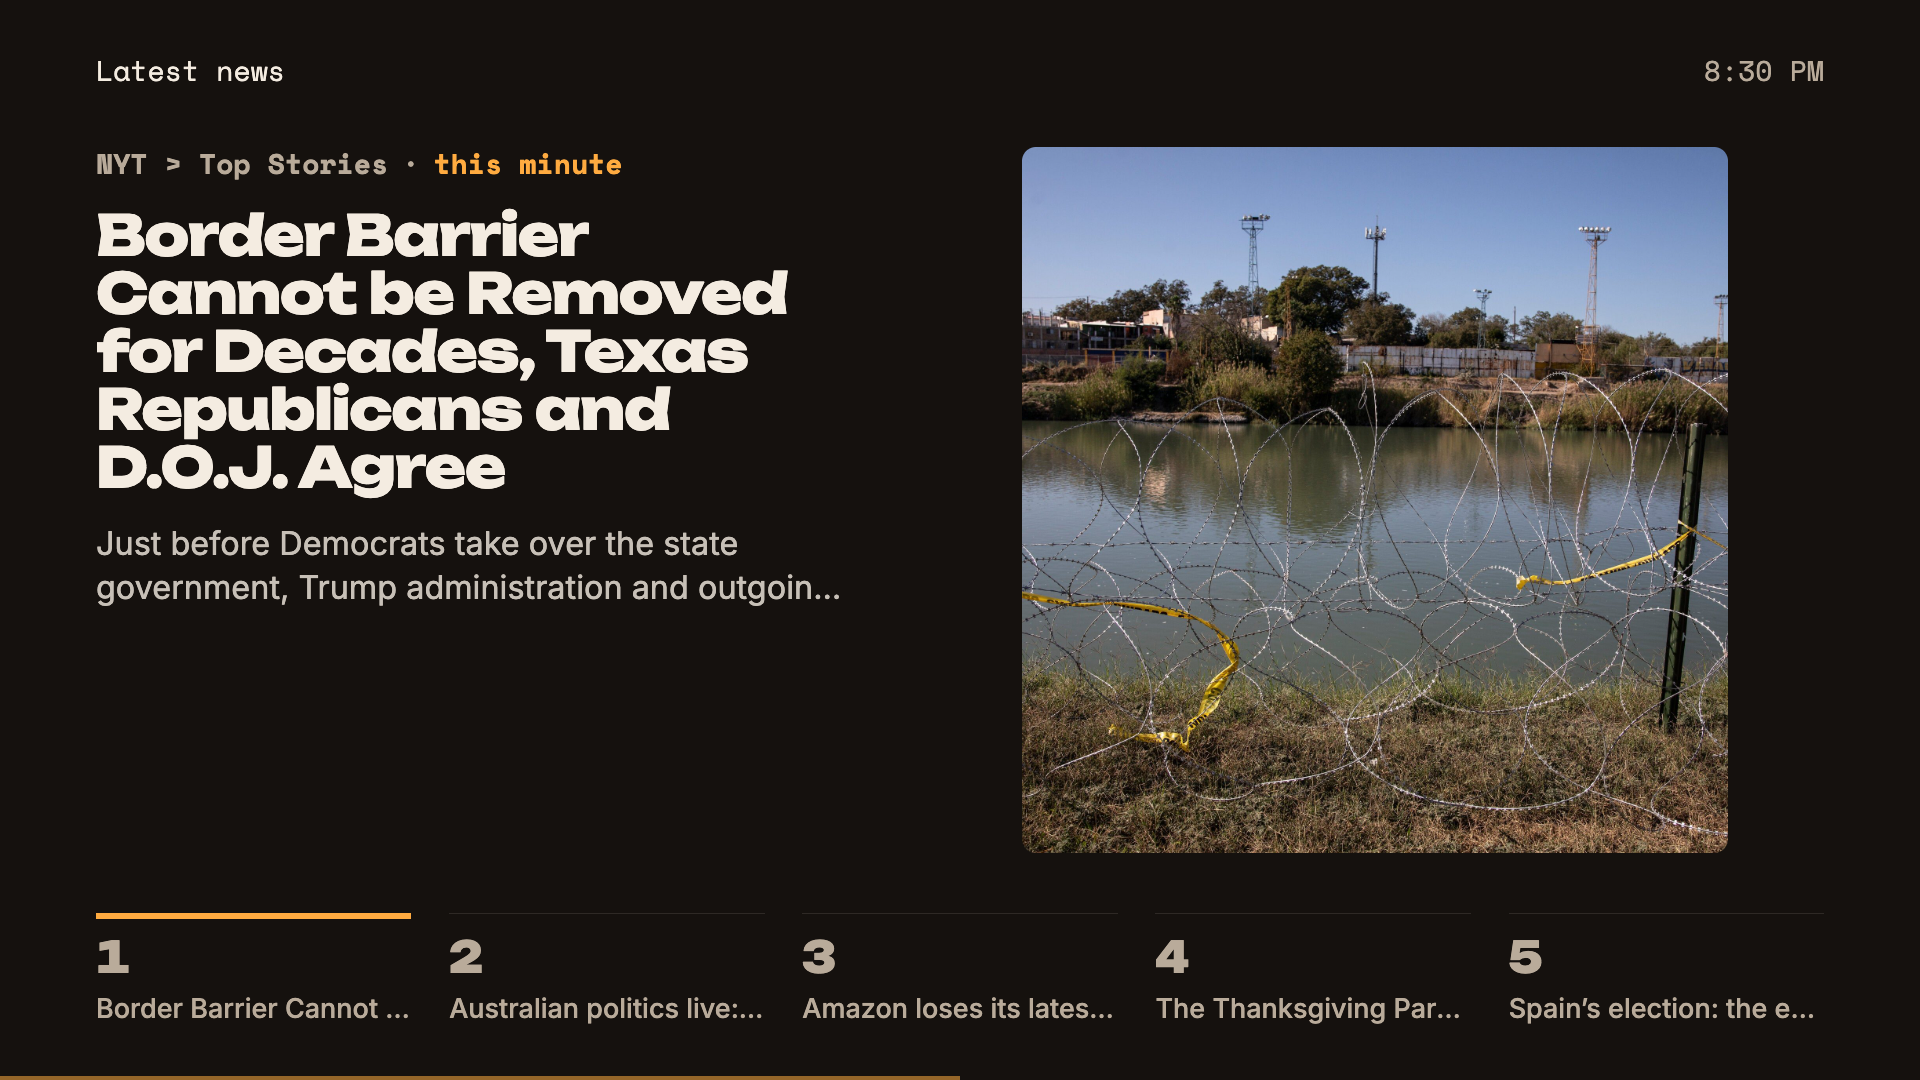 Latest news
8:30 PM
NYT > Top Stories · this minute
Border Barrier
Cannot be Removed
for Decades, Texas
Republicans and
D.O.J. Agree
Just before Democrats take over the state
government, Trump administration and outgoin...
1
Border Barrier Cannot ...
2
Australian politics live:...
3
Amazon loses its lates...
4
The Thanksgiving Par...
5
Spain’s election: the e...